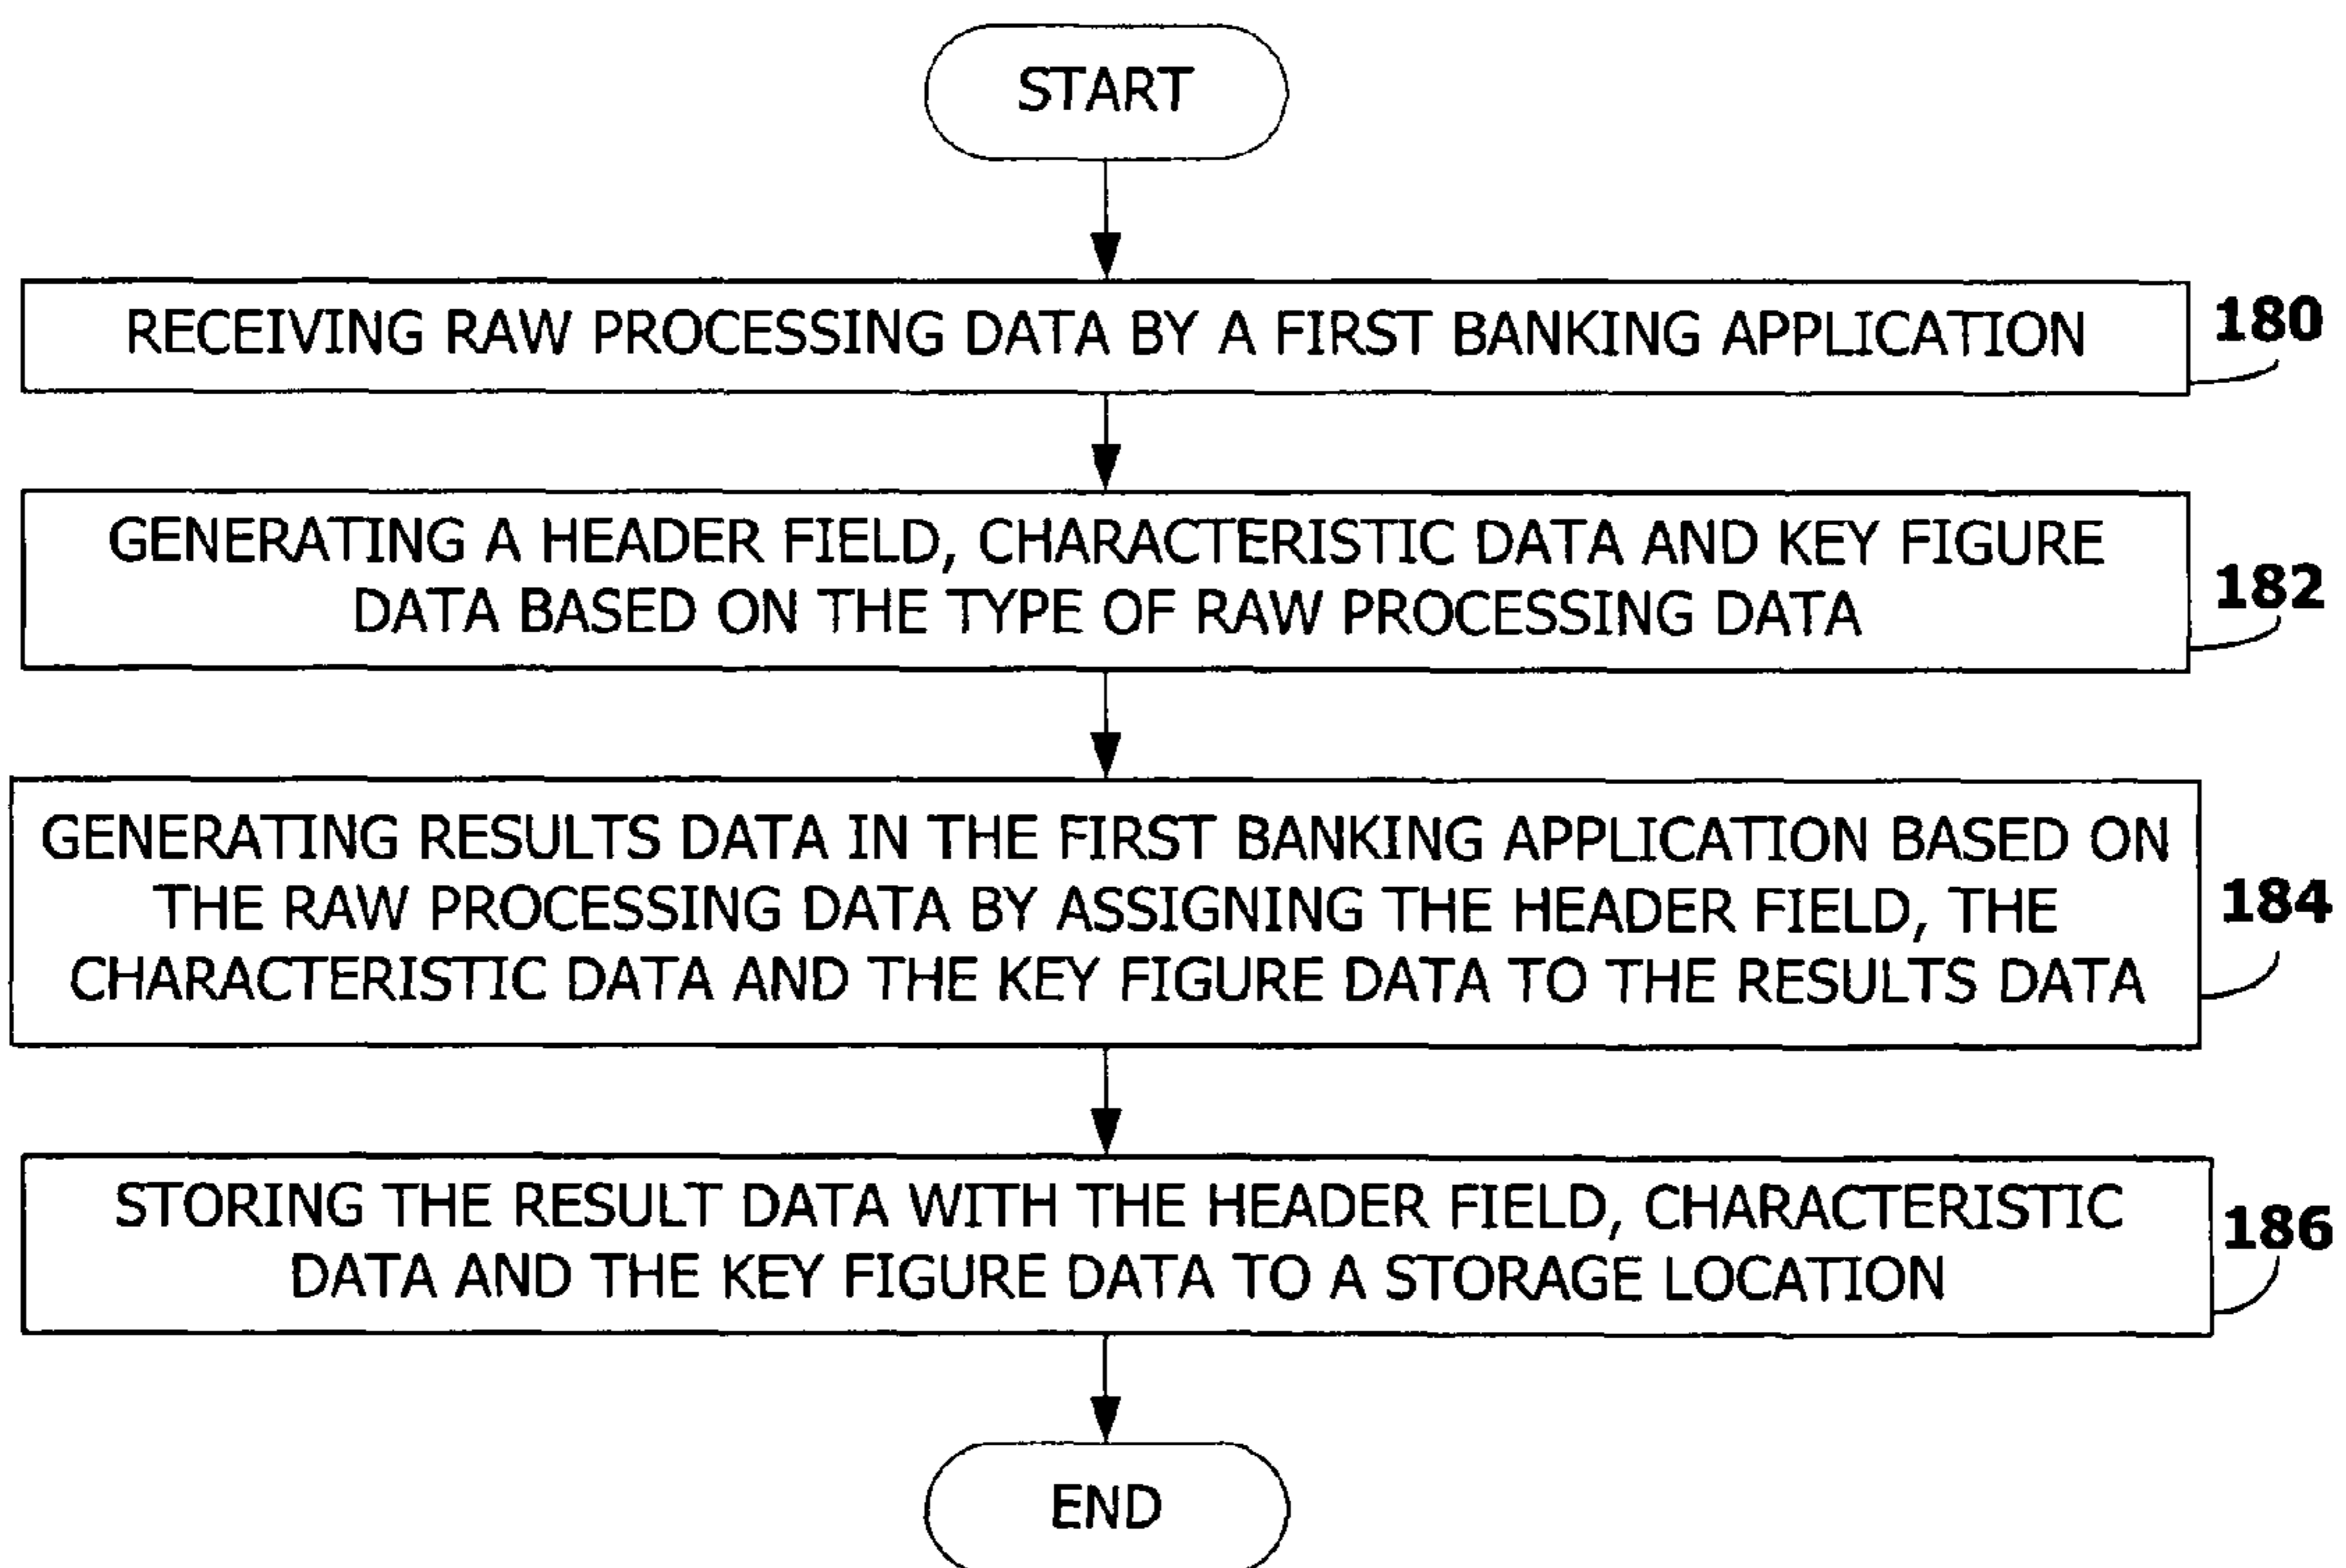 START
RECEIVING RAW PROCESSING DATA BY A FIRST BANKING APPLICATION
180
GENERATING A HEADER FIELD, CHARACTERISTIC DATA AND KEY FIGURE
DATA BASED ON THE TYPE OF RAW PROCESSING DATA
182
GENERATING RESULTS DATA IN THE FIRST BANKING APPLICATION BASED ON
THE RAW PROCESSING DATA BY ASSIGNING THE HEADER FIELD, THE
CHARACTERISTIC DATA AND THE KEY FIGURE DATA TO THE RESULTS DATA
184
STORING THE RESULT DATA WITH THE HEADER FIELD, CHARACTERISTIC
DATA AND THE KEY FIGURE DATA TO A STORAGE LOCATION
186
END